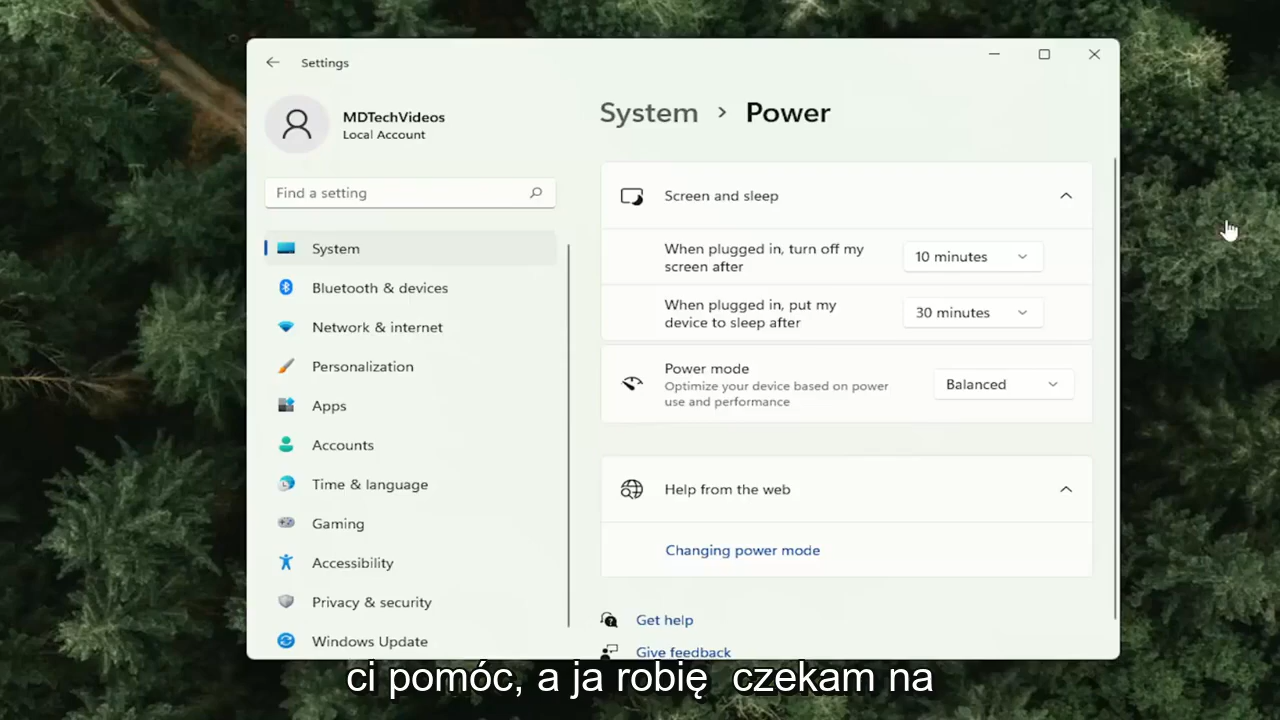 Settings
MDTechVideos
Local Account
Find a setting
System
Bluetooth & devices
Network & internet
Personalization
Apps
Accounts
Time & language
Gaming
Accessibility
Privacy & security
Windows Update
System > Power
Screen and sleep
When plugged in, turn off my
screen after
10 minutes
When plugged in, put my
device to sleep after
30 minutes
Power mode
Optimize your device based on power
use and performance
Balanced
Help from the web
Changing power mode
Get help
Give feedback
ci pomóc, a ja robię czekam na